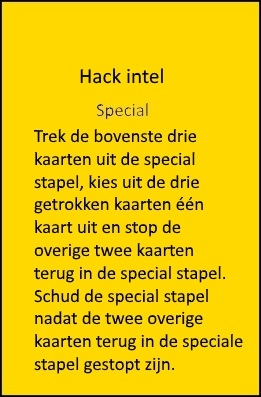 Hack intel
Special
Trek de bovenste drie
kaarten uit de special
stapel, kies uit de drie
getrokken kaarten één
kaart uit en stop de
overige twee kaarten
terug in de special stapel.
Schud de special stapel
nadat de twee overige
kaarten terug in de speciale
stapel gestopt zijn.